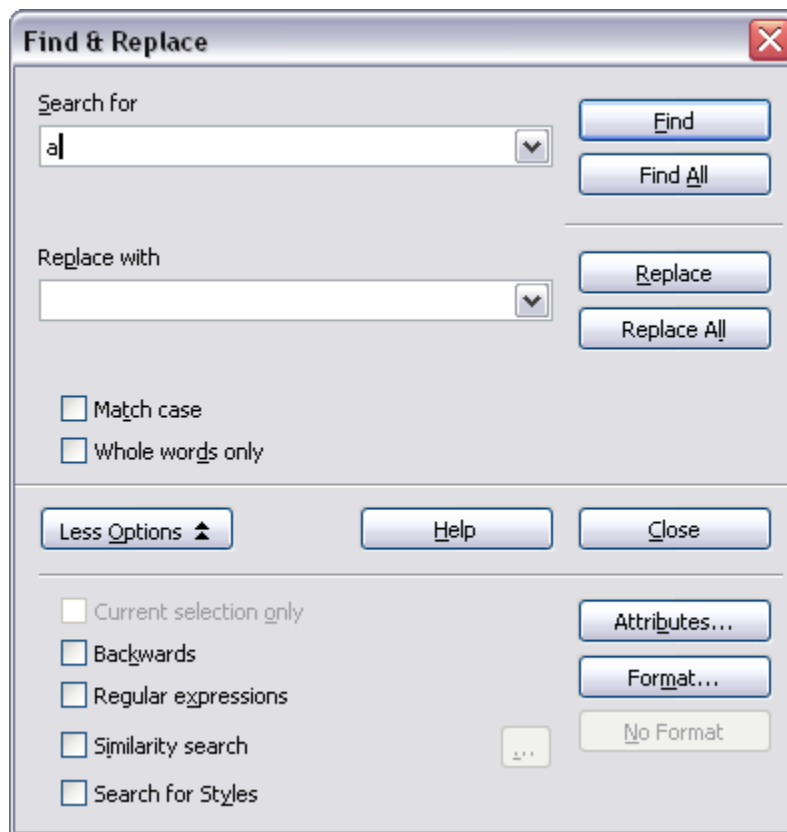 Find & Replace
Search for
Find
a
Find All
Replace with
Replace
Replace All
Match case
Whole words only
Less Options
Help
Close
Current selection only
Attributes...
Backwards
Format...
Regular expressions
No Format
Similarity search
...
Search for Styles